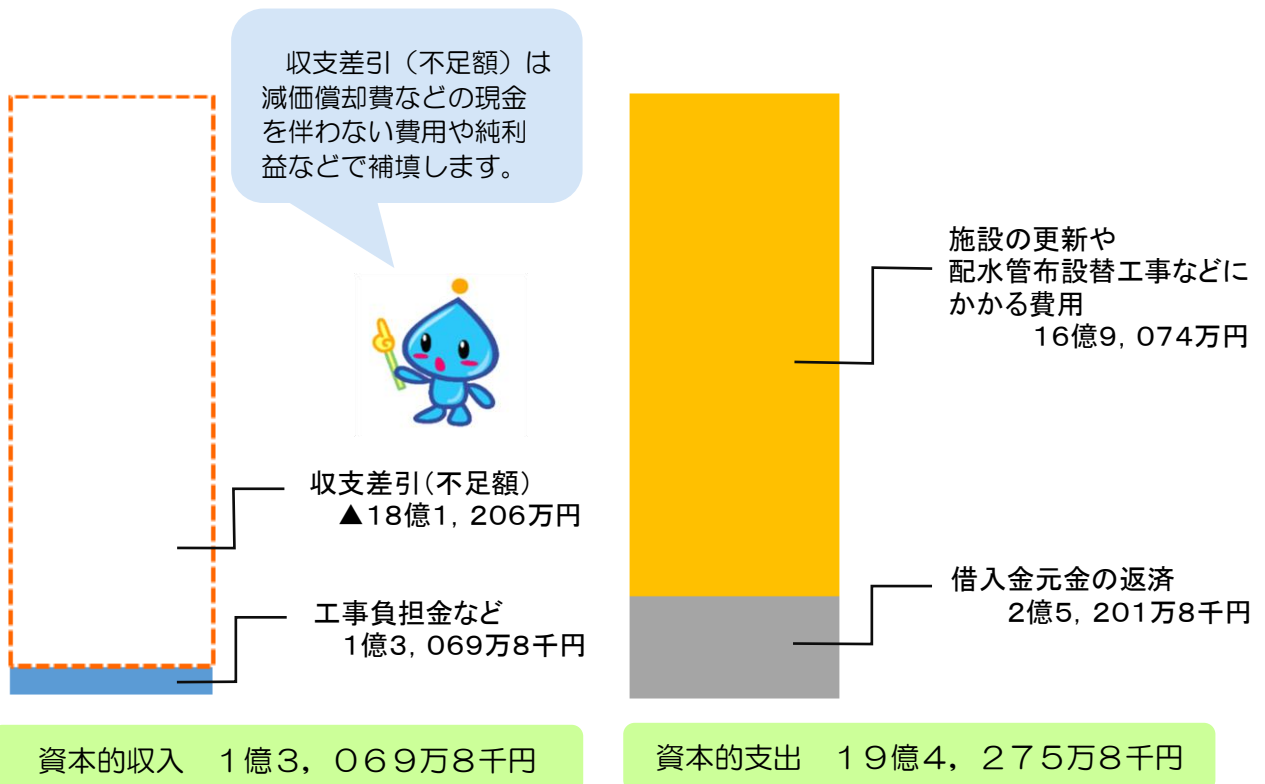 収支差引（不足額）は
減価償却費などの現金
を伴わない費用や純利
益などで補填します。
収支差引（不足額）
▲１８億１，２０６万円
工事負担金など
１億３，０６９万８千円
資本的収入　１億３，０６９万８千円
施設の更新や
配水管布設替工事などに
かかる費用
１６億９，０７４万円
借入金元金の返済
２億５，２０１万８千円
資本的支出　１９億４，２７５万８千円